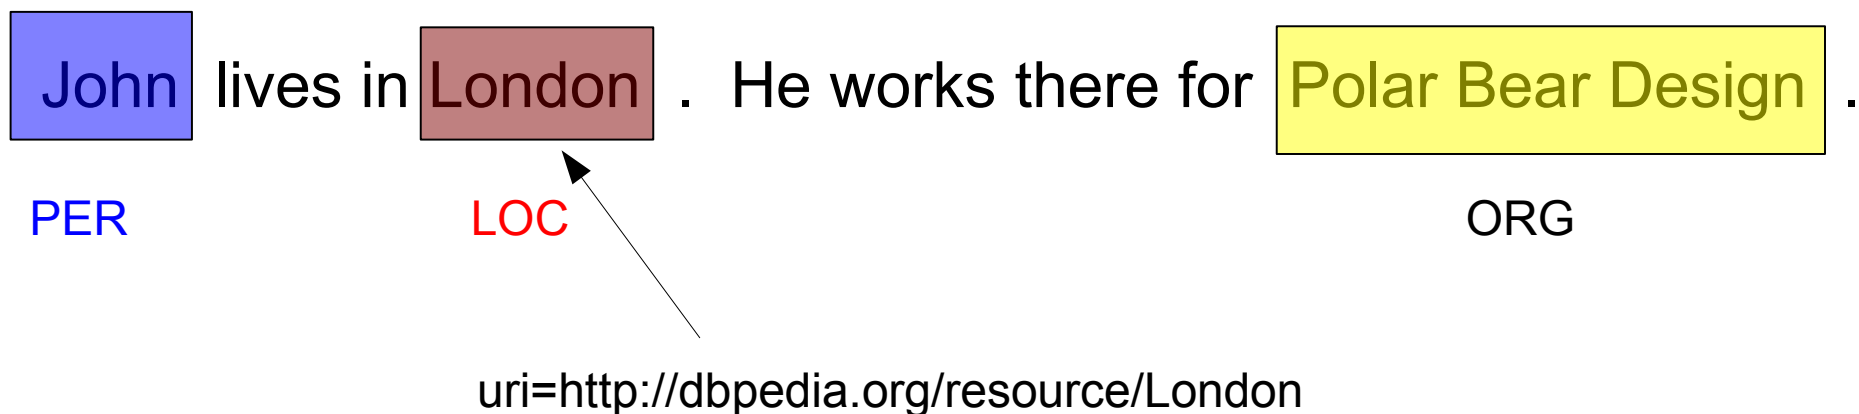 John lives in London . He works there for Polar Bear Design .
PER LOC ORG
uri=http://dbpedia.org/resource/London